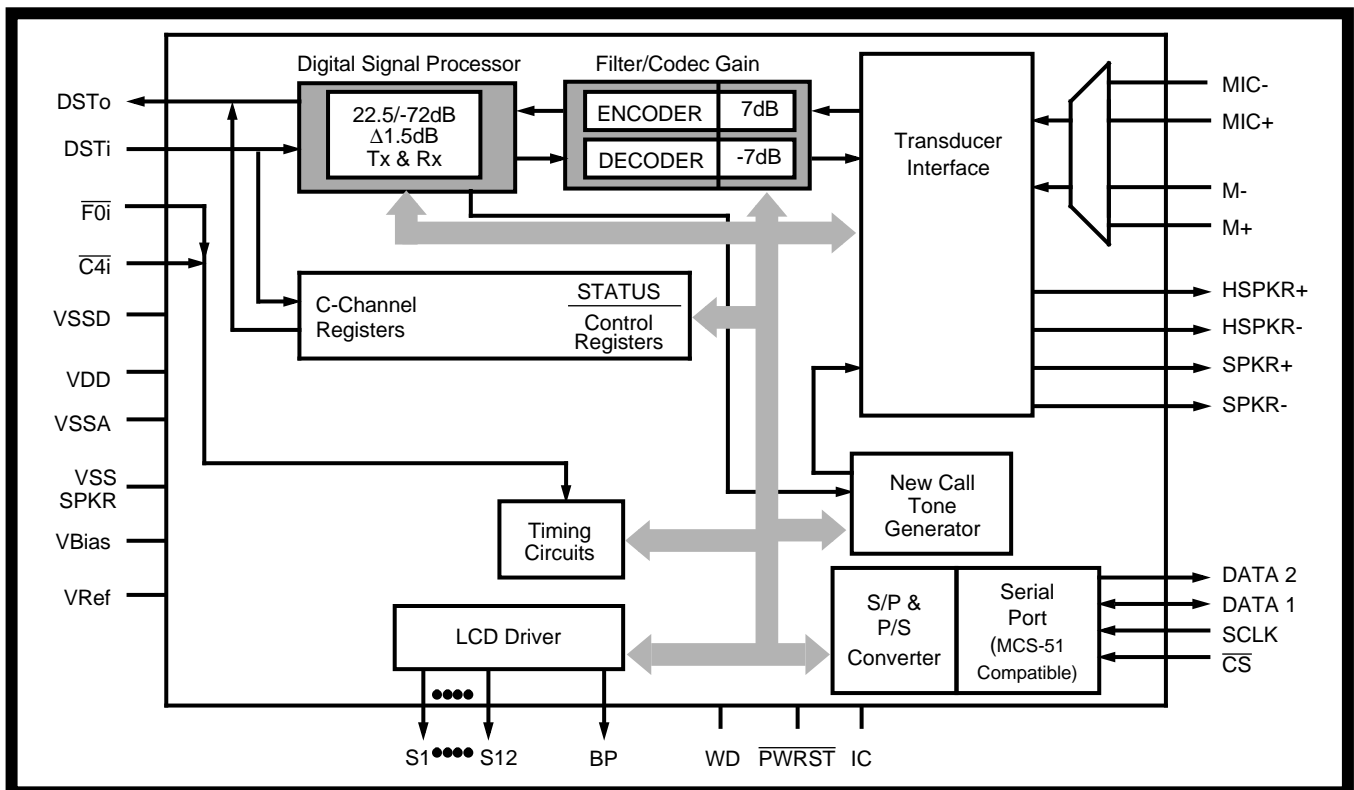 Digital Signal Processor
Filter/Codec Gain
DSTo
DSTi
F0i
C4i
VSSD
VDD
VSSA
VSS
SPKR
VBias
VRef
22.5/-72dB
Δ1.5dB
Tx & Rx
ENCODER
7dB
DECODER
-7dB
Transducer
Interface
MIC-
MIC+
M-
M+
HSPKR+
HSPKR-
SPKR+
SPKR-
C-Channel
Registers
STATUS
Control
Registers
New Call
Tone
Generator
Timing
Circuits
LCD Driver
S/P &
P/S
Converter
Serial
Port
(MCS-51
Compatible)
DATA 2
DATA 1
SCLK
CS
S1
S12
BP
WD
PWRST
IC